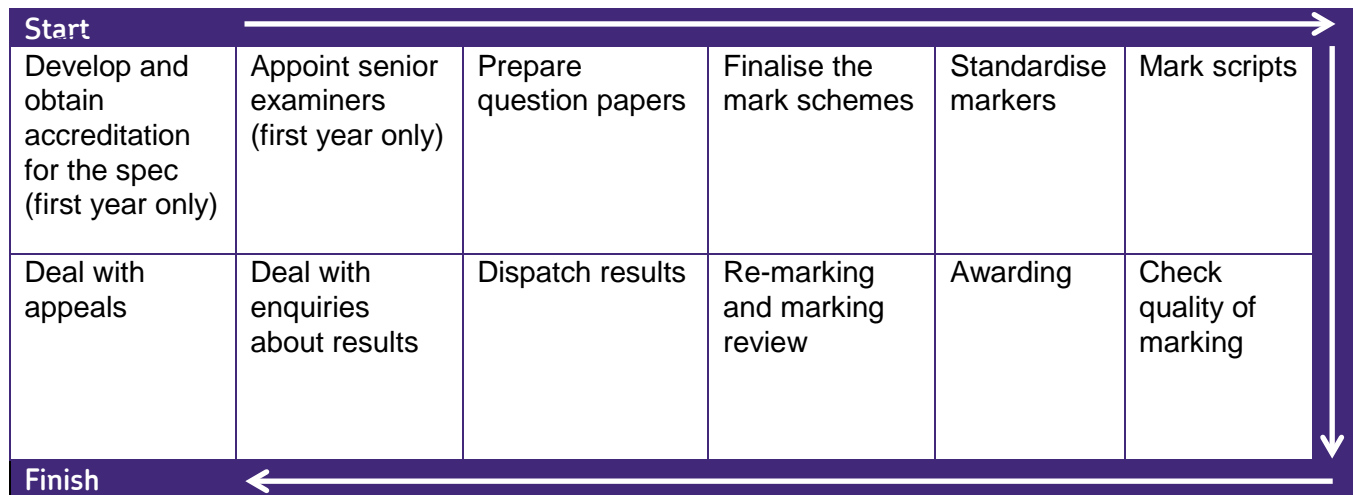 Start
Develop and
obtain
accreditation
for the spec
(first year only)
Appoint senior
examiners
(first year only)
Prepare
question papers
Finalise the
mark schemes
Standardise
markers
Mark scripts
Deal with
appeals
Deal with
enquiries
about results
Dispatch results
Re-marking
and marking
review
Awarding
Check
quality of
marking
Finish